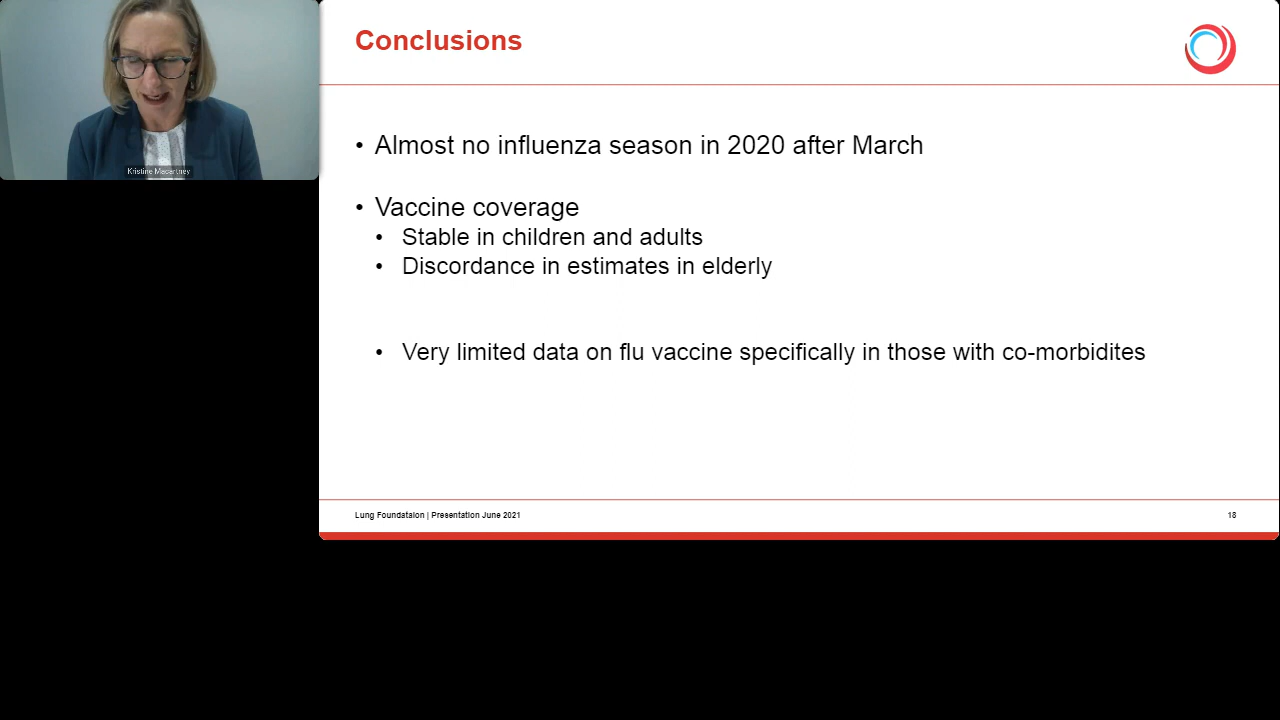 Conclusions
• Almost no influenza season in 2020 after March
• Vaccine coverage
• Stable in children and adults
• Discordance in estimates in elderly
• Very limited data on flu vaccine specifically in those with co-morbidites
Kristine Macartney
Lung Foundataion | Presentation June 2021
18